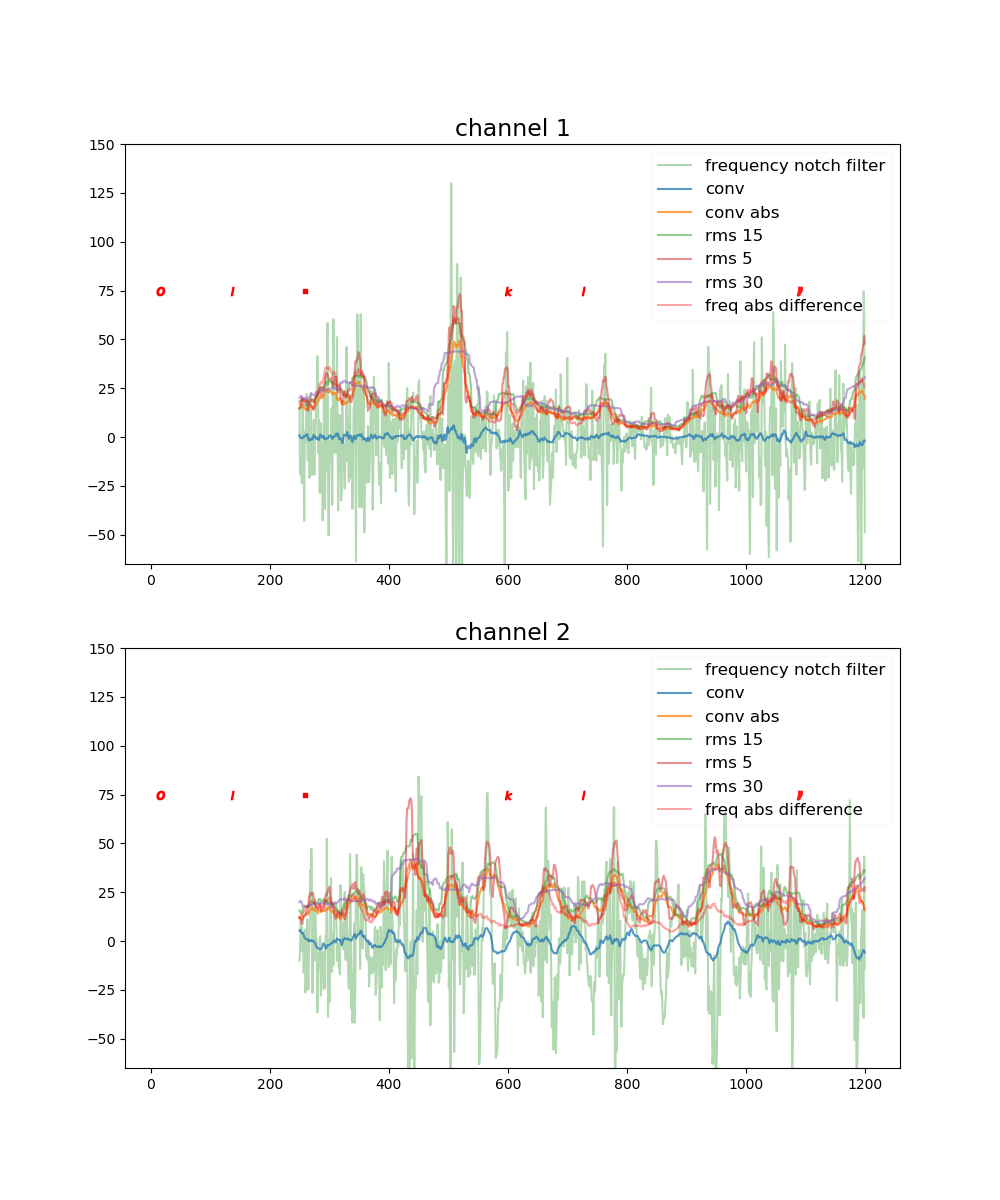 channel 1
150
125
100
75
50
25
0
−25
−50
0 200 400 600 800 1000 1200
frequency notch filter
conv
conv abs
rms 15
rms 5
rms 30
freq abs difference
o l . k l
channel 2
150
125
100
75
50
25
0
−25
−50
0 200 400 600 800 1000 1200
frequency notch filter
conv
conv abs
rms 15
rms 5
rms 30
freq abs difference
o l . k l